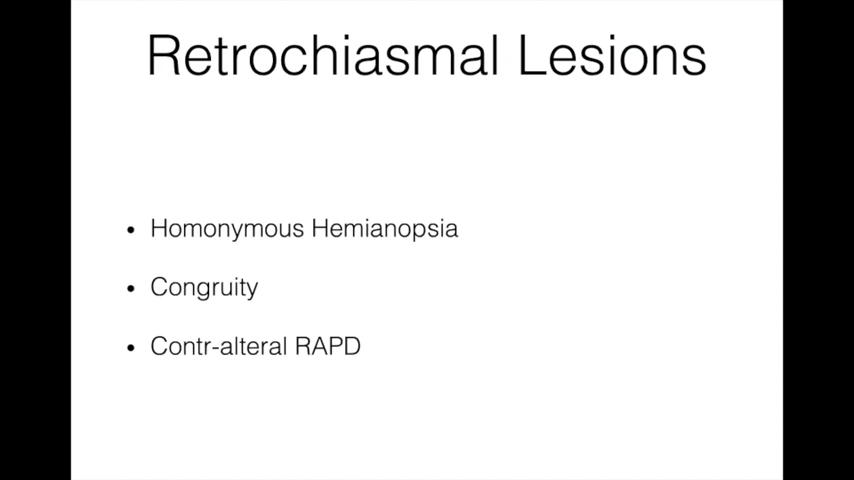 Retrochiasmal Lesions
• Homonymous Hemianopsia
• Congruity
• Contr-alteral RAPD